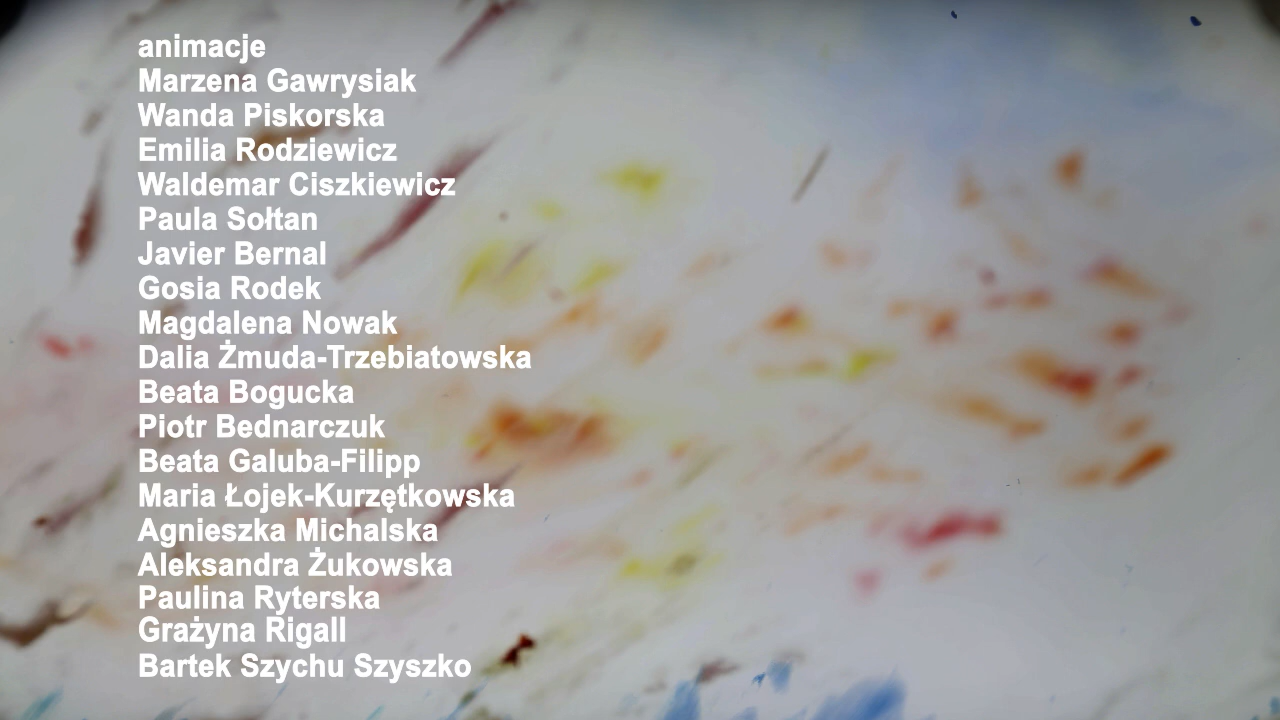 animacje
Marzena Gawrysiak
Wanda Piskorska
Emilia Rodziewicz
Waldemar Ciszkiewicz
Paula Sołtan
Javier Bernal
Gosia Rodek
Magdalena Nowak
Dalia Żmuda-Trzebiatowska
Beata Bogucka
Piotr Bednarczuk
Beata Galuba-Filipp
Maria Łojek-Kurzętkowska
Agnieszka Michalska
Aleksandra Żukowska
Paulina Ryterska
Grażyna Rigall
Bartek Szychu Szyszko